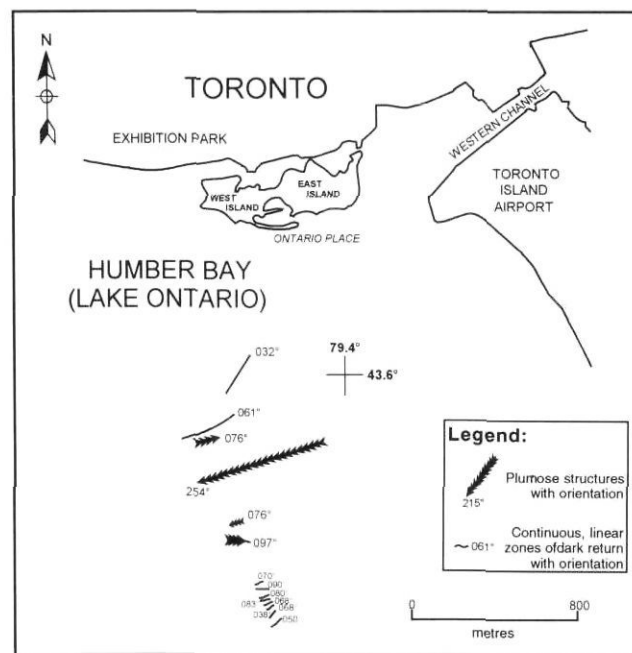 N
TORONTO
EXHIBITION PARK
WESTERN CHANNEL
TORONTO
ISLAND
AIRPORT
EAST
ISLAND
WEST
ISLAND
ONTARIO PLACE
HUMBER BAY
(LAKE ONTARIO)
032°
79.4°
43.6°
061°
076°
254°
076°
097°
070°
090
080
068°
083
068
038°
050
Legend:
215°
Plumose structures
with orientation
061°
Continuous, linear
zones ofdark return
with orientation
0
800
metres